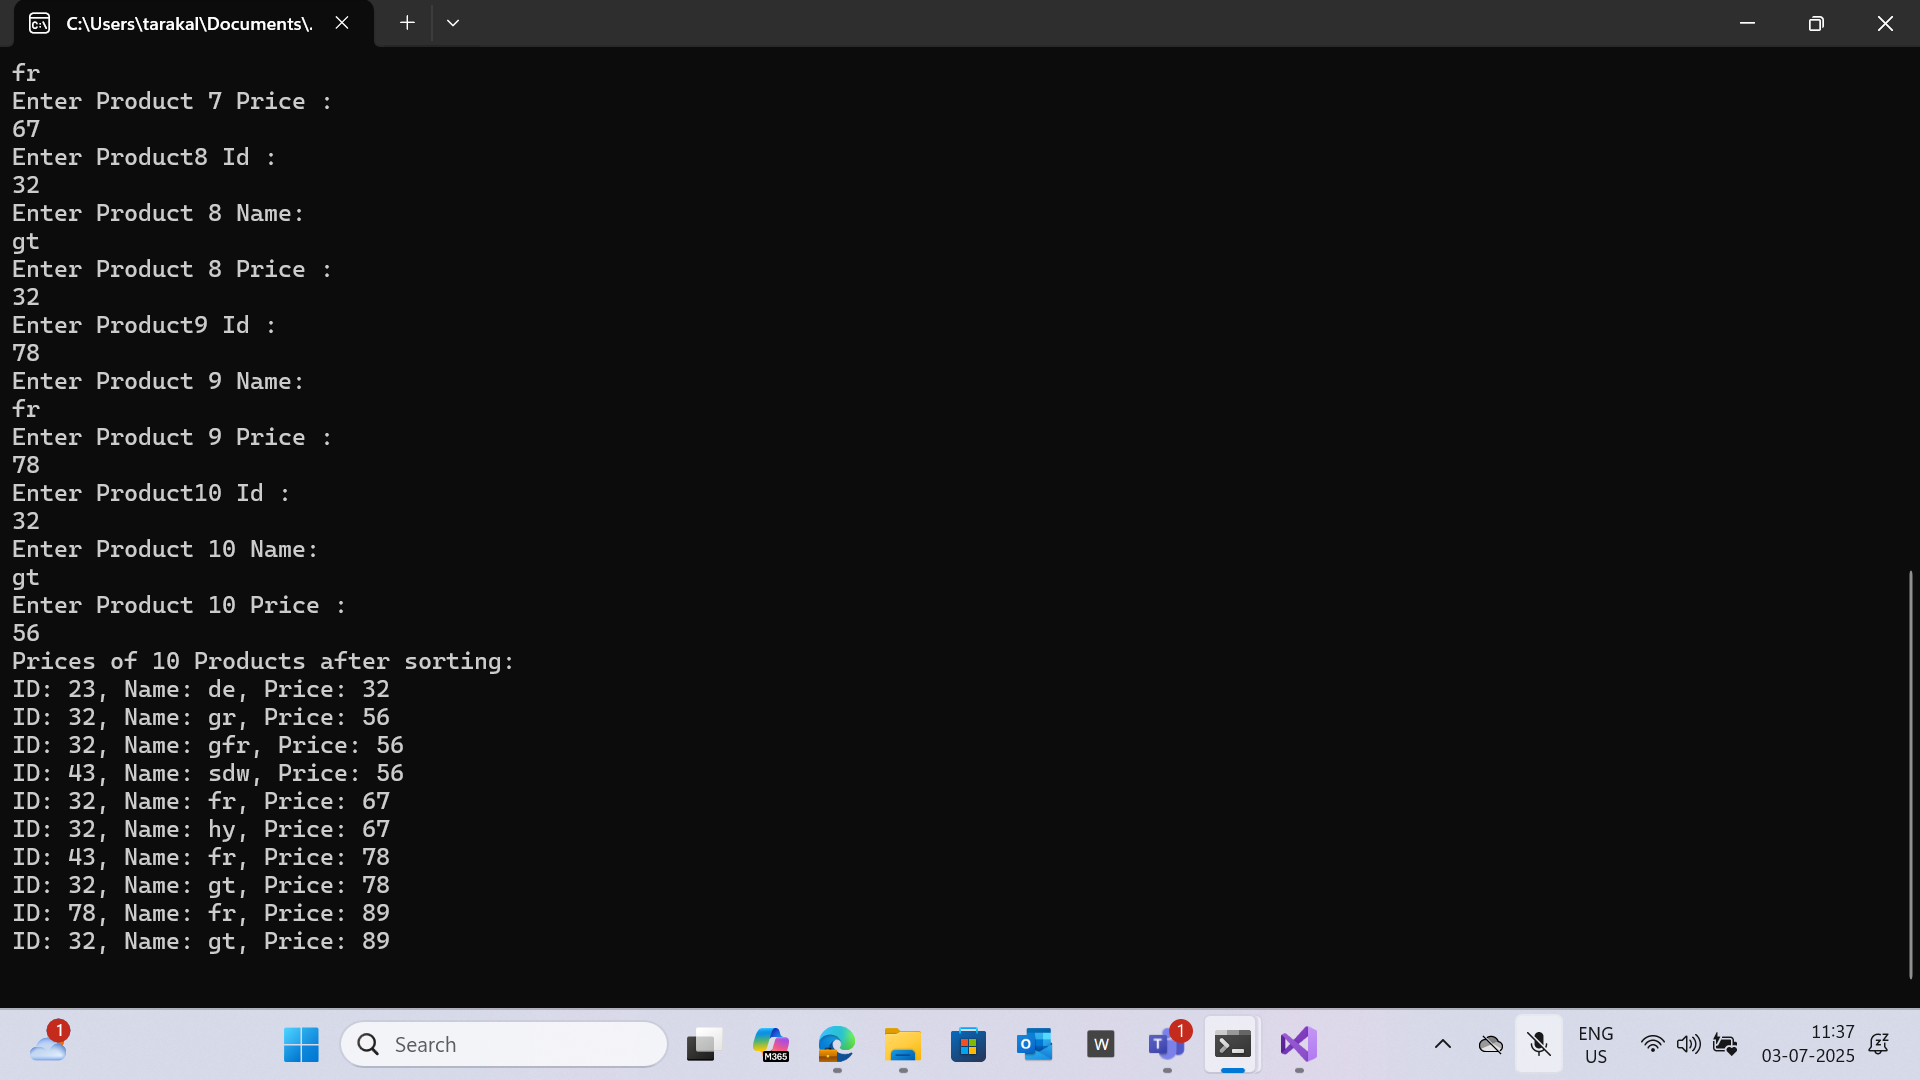 C:\Users\tarakal\Documents\.
fr
Enter Product 7 Price :
67
Enter Product8 Id :
32
Enter Product 8 Name:
gt
Enter Product 8 Price :
32
Enter Product9 Id :
78
Enter Product 9 Name:
fr
Enter Product 9 Price :
78
Enter Product10 Id :
32
Enter Product 10 Name:
gt
Enter Product 10 Price :
56
Prices of 10 Products after sorting:
ID: 23, Name: de, Price: 32
ID: 32, Name: gr, Price: 56
ID: 32, Name: gfr, Price: 56
ID: 43, Name: sdw, Price: 56
ID: 32, Name: fr, Price: 67
ID: 32, Name: hy, Price: 67
ID: 43, Name: fr, Price: 78
ID: 32, Name: gt, Price: 78
ID: 78, Name: fr, Price: 89
ID: 32, Name: gt, Price: 89
1
Search
M365
W
1
ENG
US
11:37
03-07-2025